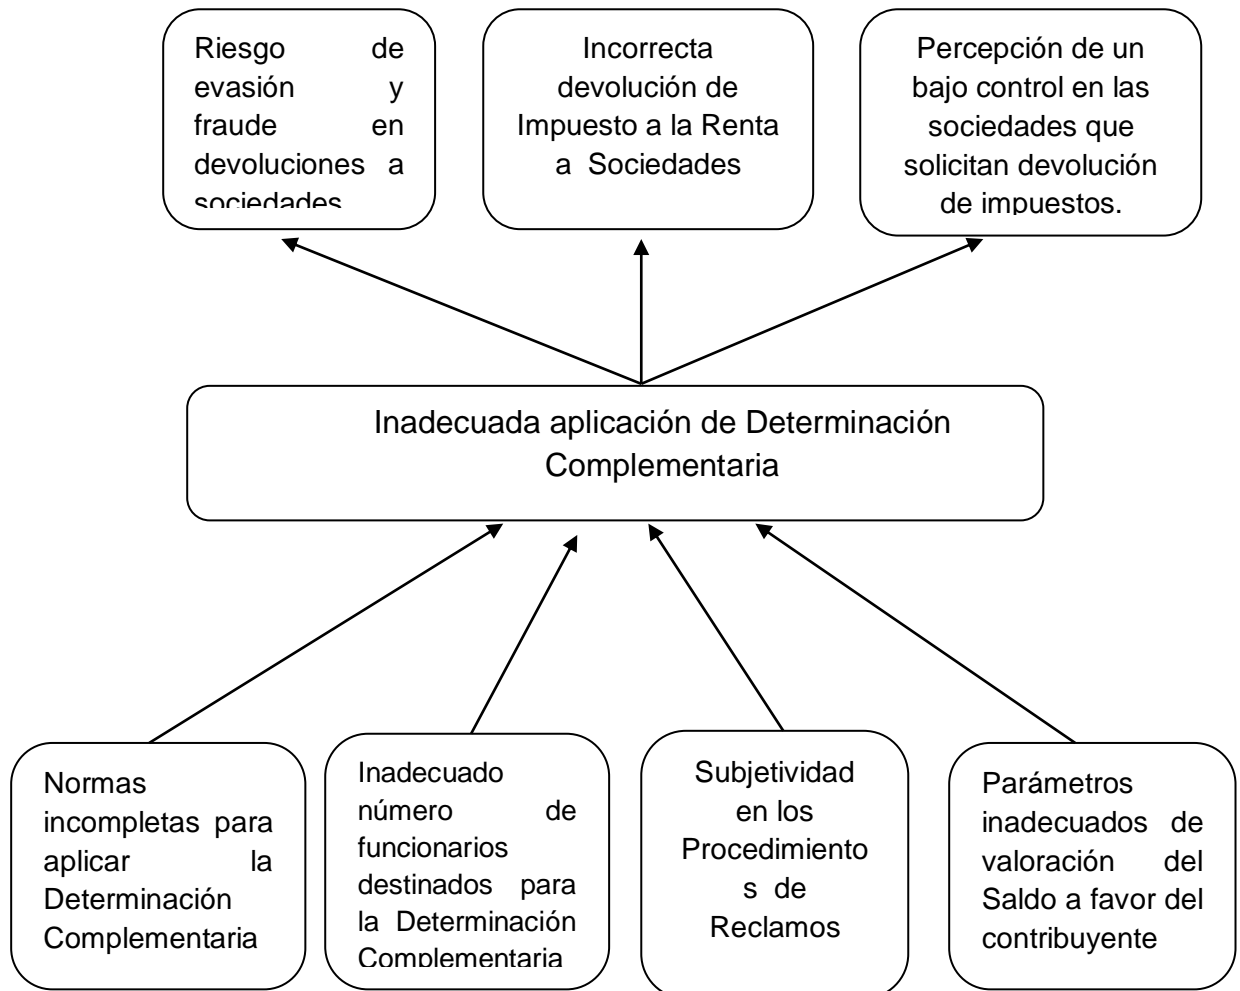 Riesgo de
evasión y
fraude en
devoluciones a
sociedades
Incorrecta
devolución de
Impuesto a la Renta
a Sociedades
Percepción de un
bajo control en las
sociedades que
solicitan devolución
de impuestos.
Inadecuada aplicación de Determinación
Complementaria
Normas
incompletas para
aplicar la
Determinación
Complementaria
Inadecuado
número de
funcionarios
destinados para
la Determinación
Complementaria
Subjetividad
en los
Procedimiento
s de
Reclamos
Parámetros
inadecuados de
valoración del
Saldo a favor del
contribuyente